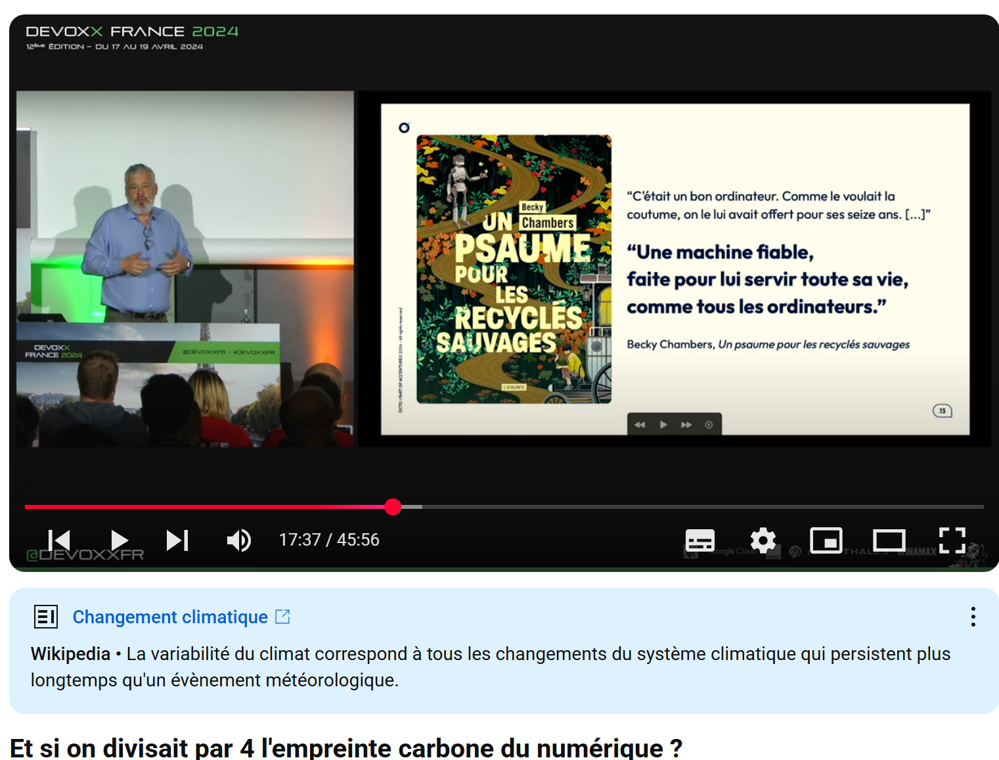 DEVOXX FRANCE 2024
12ÈME ÉDITION - DU 17 AU 19 AVRIL 2024
DEVOXX
FRANCE 2024
@DEVOXXFR - #DEVOXXFR
OCTO | PART OF ACCENTURE © 2024 - All rights reserved
Becky
Chambers
UN
PSAUME
POUR
LES
RECYCLÉS
SAUVAGES
L'ATALANTE
“C'était un bon ordinateur. Comme le voulait la
coutume, on le lui avait offert pour ses seize ans. [...]”
“Une machine fiable,
faite pour lui servir toute sa vie,
comme tous les ordinateurs.”
Becky Chambers, Un psaume pour les recyclés sauvages
13
17:37 / 45:56
@DEVOXXFR
Google Cloud
THALES
WINAMAX
Changement climatique
Wikipedia • La variabilité du climat correspond à tous les changements du système climatique qui persistent plus
longtemps qu'un évènement météorologique.
Et si on divisait par 4 l'empreinte carbone du numérique ?